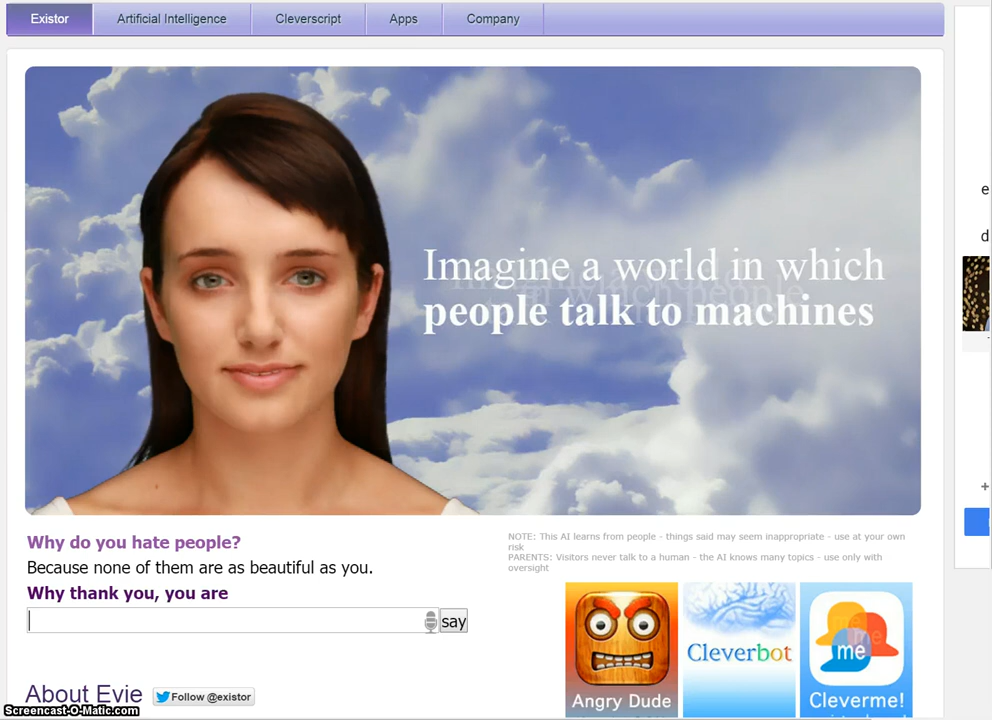 Existor
Artificial Intelligence
Cleverscript
Apps
Company
Imagine a world in which
people talk to machines
Why do you hate people?
Because none of them are as beautiful as you.
Why thank you, you are
say
NOTE: This AI learns from people - things said may seem inappropriate - use at your own
risk
PARENTS: Visitors never talk to a human - the AI knows many topics - use only with
oversight
Angry Dude
Cleverbot
me
Cleverme!
About Evie
Follow @existor
Screencast-O-Matic.com
e
d
+